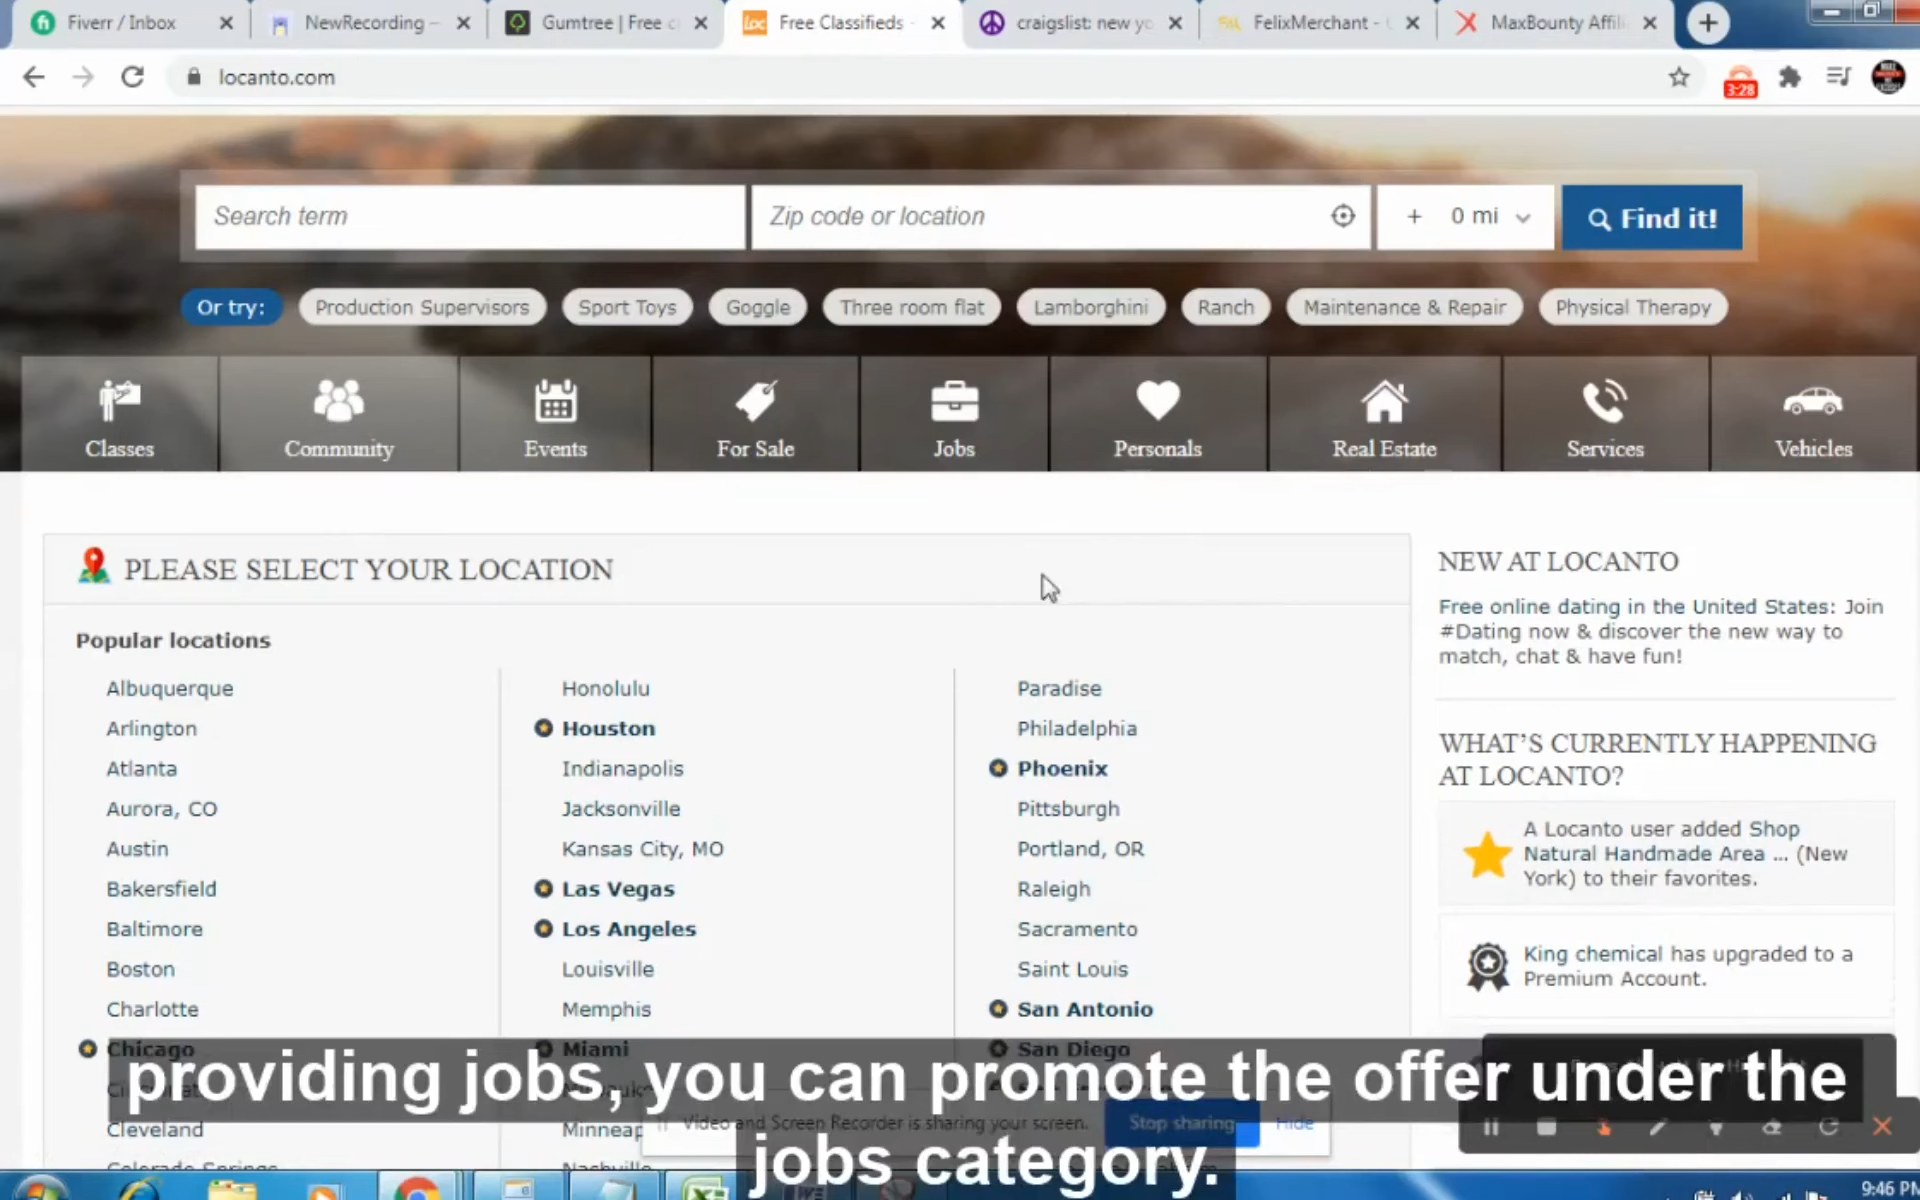 Fiverr / Inbox
NewRecording –
Gumtree | Free c
Free Classifieds -
craigslist: new yo
FelixMerchant -
MaxBounty Affili
locanto.com
3:28
Search term
Zip code or location
+ 0 mi
Find it!
Or try:
Production Supervisors
Sport Toys
Goggle
Three room flat
Lamborghini
Ranch
Maintenance & Repair
Physical Therapy
Classes
Community
Events
For Sale
Jobs
Personals
Real Estate
Services
Vehicles
PLEASE SELECT YOUR LOCATION
Popular locations
Albuquerque
Arlington
Atlanta
Aurora, CO
Austin
Bakersfield
Baltimore
Boston
Charlotte
Chicago
Cleveland
Colorado Springs
Honolulu
Houston
Indianapolis
Jacksonville
Kansas City, MO
Las Vegas
Los Angeles
Louisville
Memphis
Miami
Minneap
Nashville
Paradise
Philadelphia
Phoenix
Pittsburgh
Portland, OR
Raleigh
Sacramento
Saint Louis
San Antonio
San Diego
NEW AT LOCANTO
Free online dating in the United States: Join
#Dating now & discover the new way to
match, chat & have fun!
WHAT'S CURRENTLY HAPPENING
AT LOCANTO?
A Locanto user added Shop
Natural Handmade Area ... (New
York) to their favorites.
King chemical has upgraded to a
Premium Account.
providing jobs, you can promote the offer under the
jobs category.
Video and Screen Recorder is sharing your screen.
Stop sharing
Hide
9:46 PM